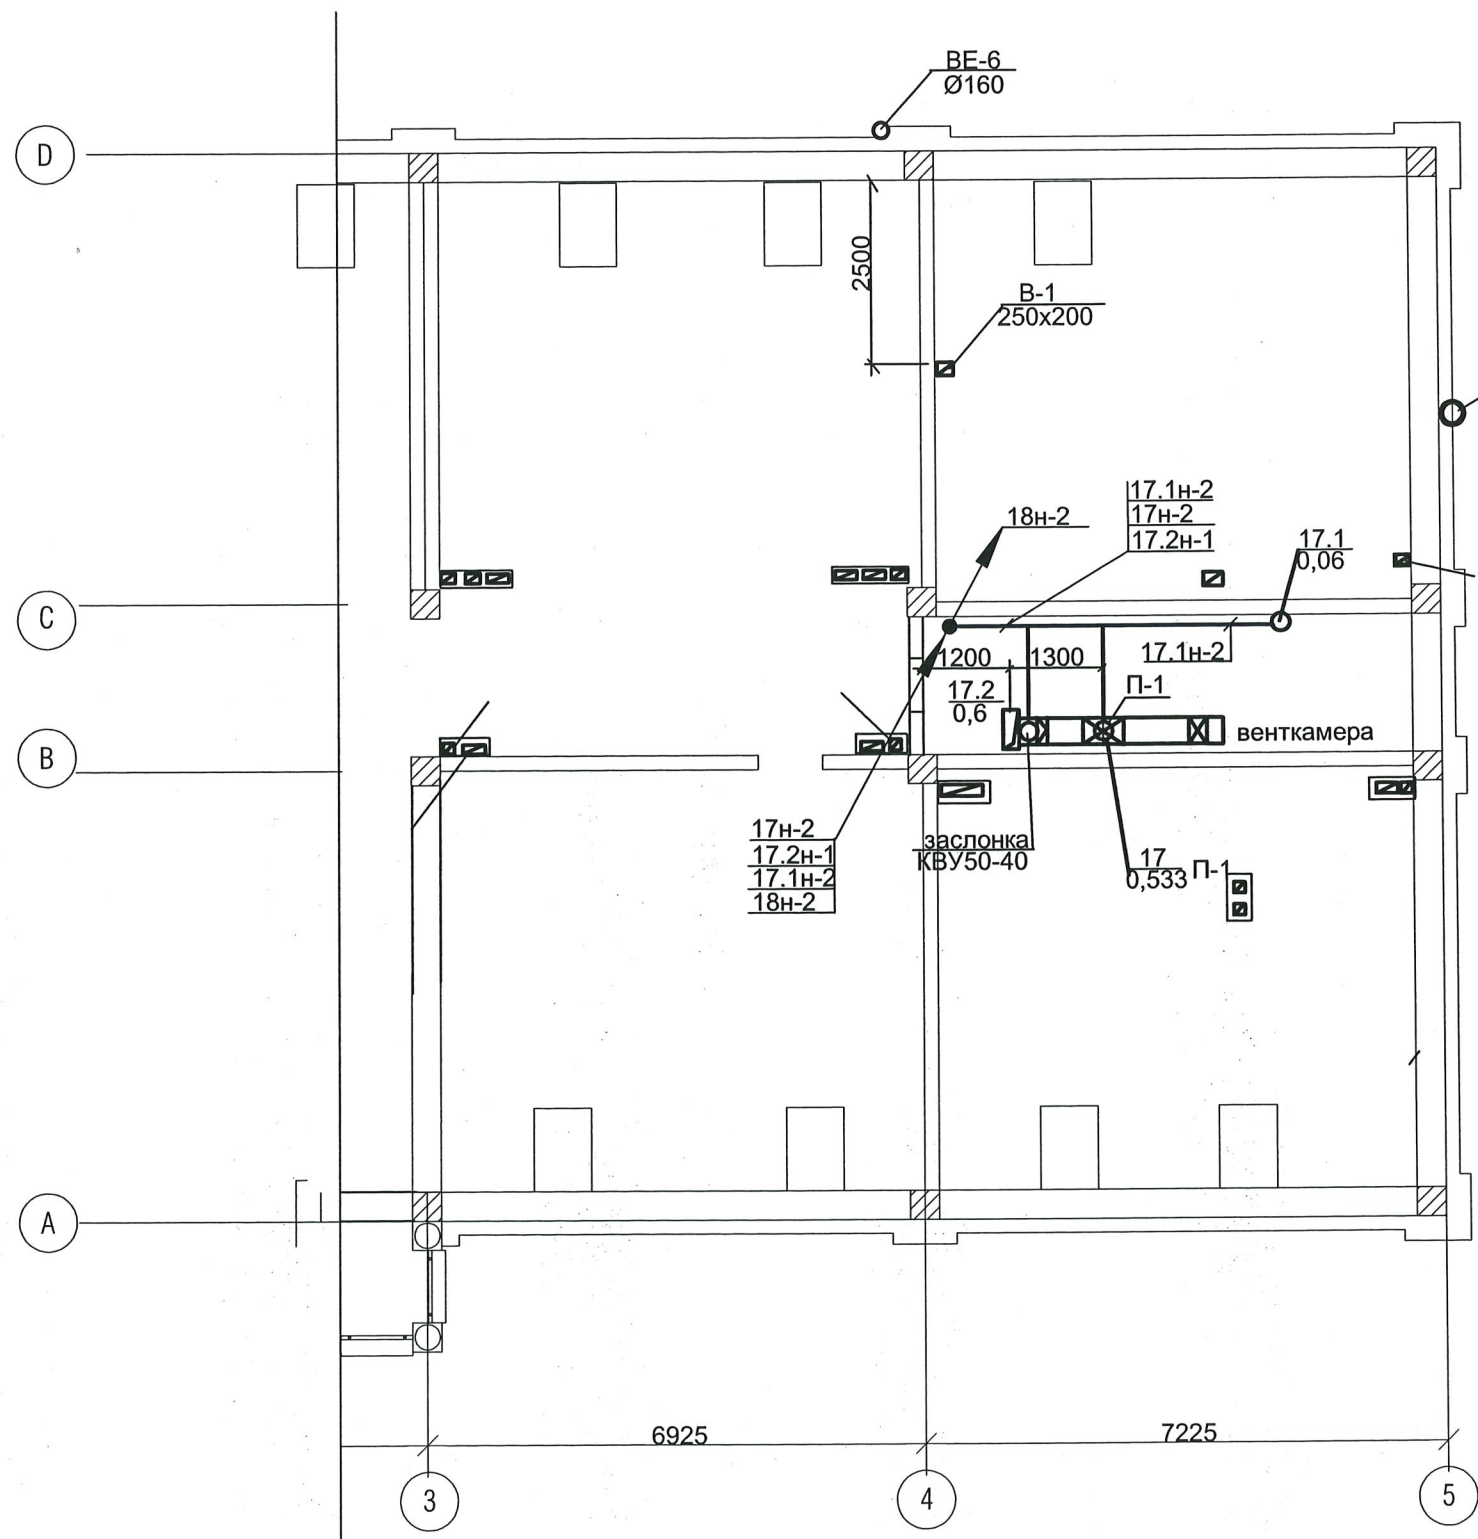 ВЕ-6
Ø160
D
2500
В-1
250х200
17.1н-2
17н-2
17.2н-1
18н-2
17.1
0,06
C
1200
1300
17.1н-2
17.2
0,6
П-1
венткамера
B
17н-2
17.2н-1
17.1н-2
18н-2
заслонка
КВУ50-40
17
0,533
П-1
A
6925
7225
3
4
5